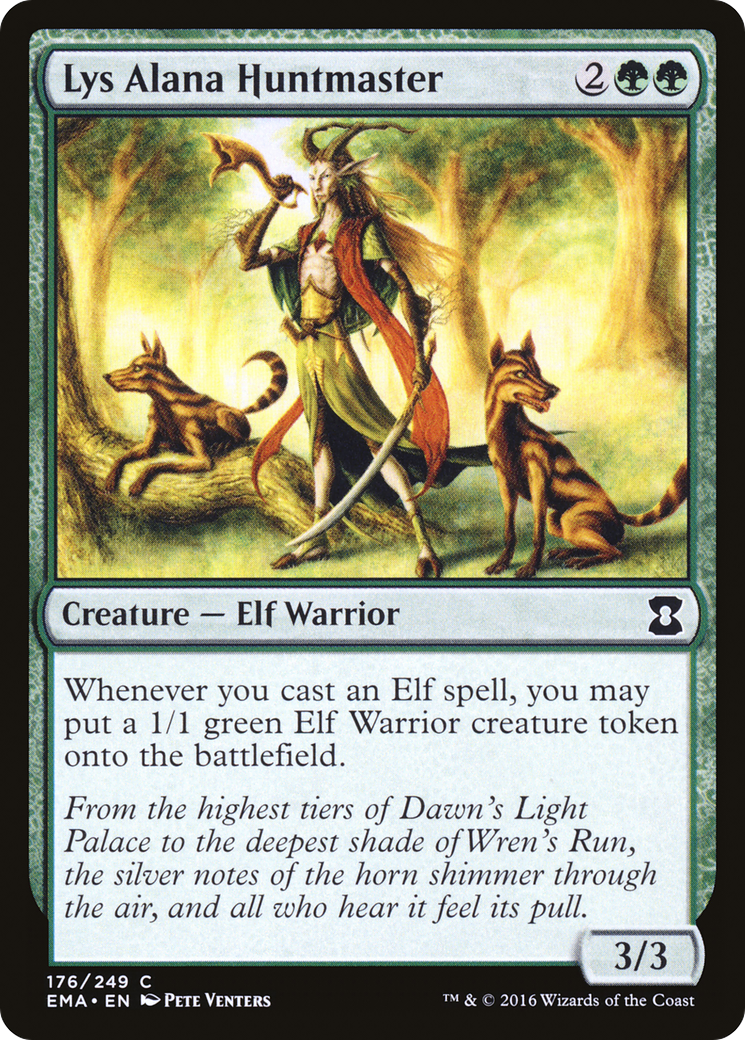 Lys Alana Huntmaster 2
Creature — Elf Warrior
Whenever you cast an Elf spell, you may
put a 1/1 green Elf Warrior creature token
onto the battlefield.
From the highest tiers of Dawn's Light
Palace to the deepest shade of Wren's Run,
the silver notes of the horn shimmer through
the air, and all who hear it feel its pull.
3/3
176/249 C
EMA • EN Pete Venters
™ & © 2016 Wizards of the Coast